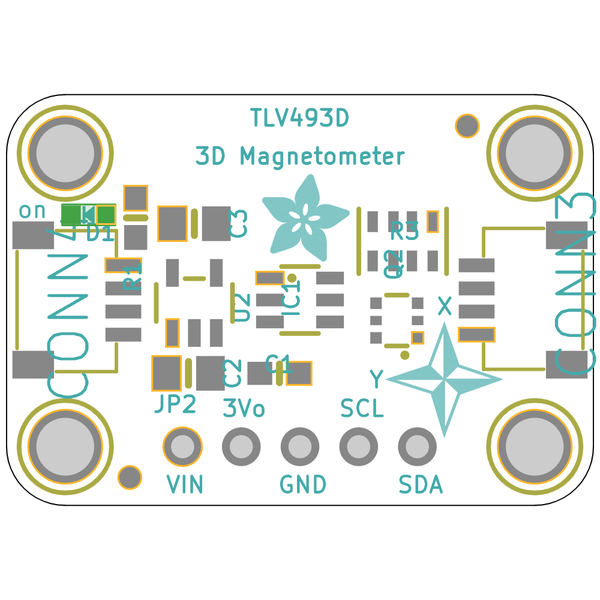 TLV493D
3D Magnetometer
on
D1
CONN4
R1
C3
R3
Q2
CONN3
U2
IC1
X
C2
C1
Y
JP2
3Vo
SCL
VIN
GND
SDA